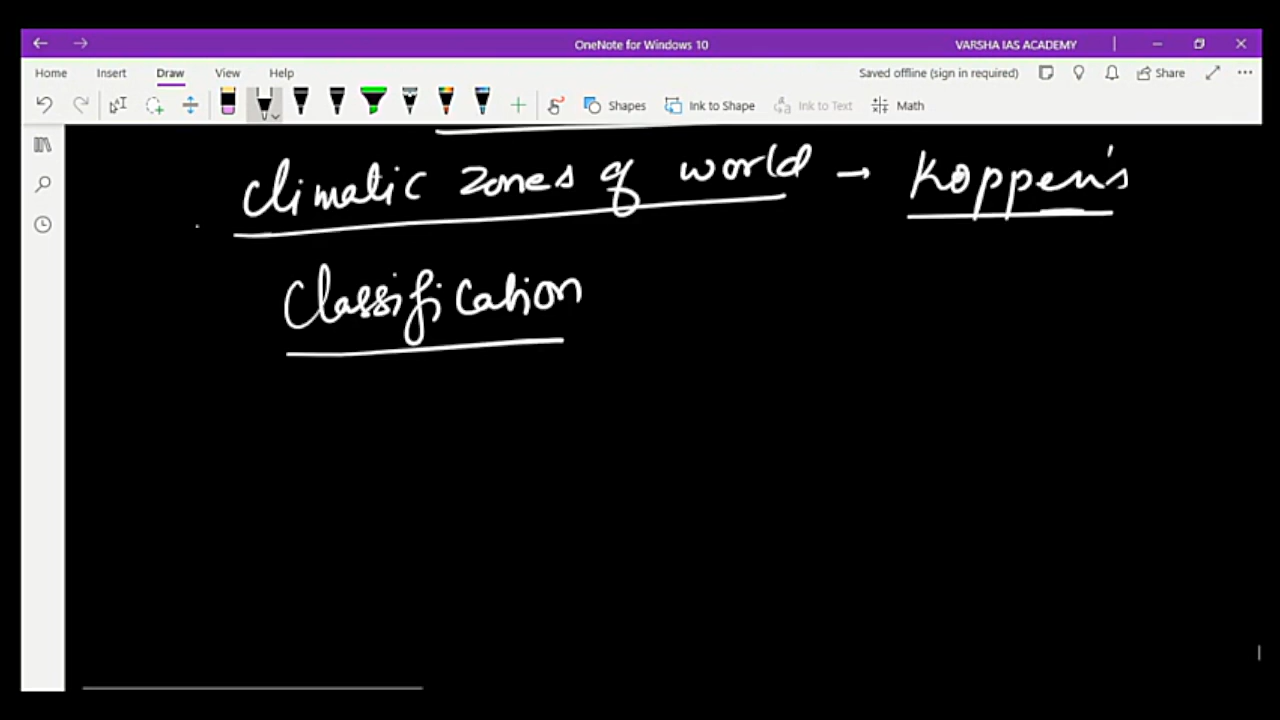 OneNote for Windows 10
VARSHA IAS ACADEMY
Home Insert Draw View Help
Saved offline (sign in required)
Share
Shapes
Ink to Shape
Ink to Text
Math
Climatic zones of world → Koppen's
Classification